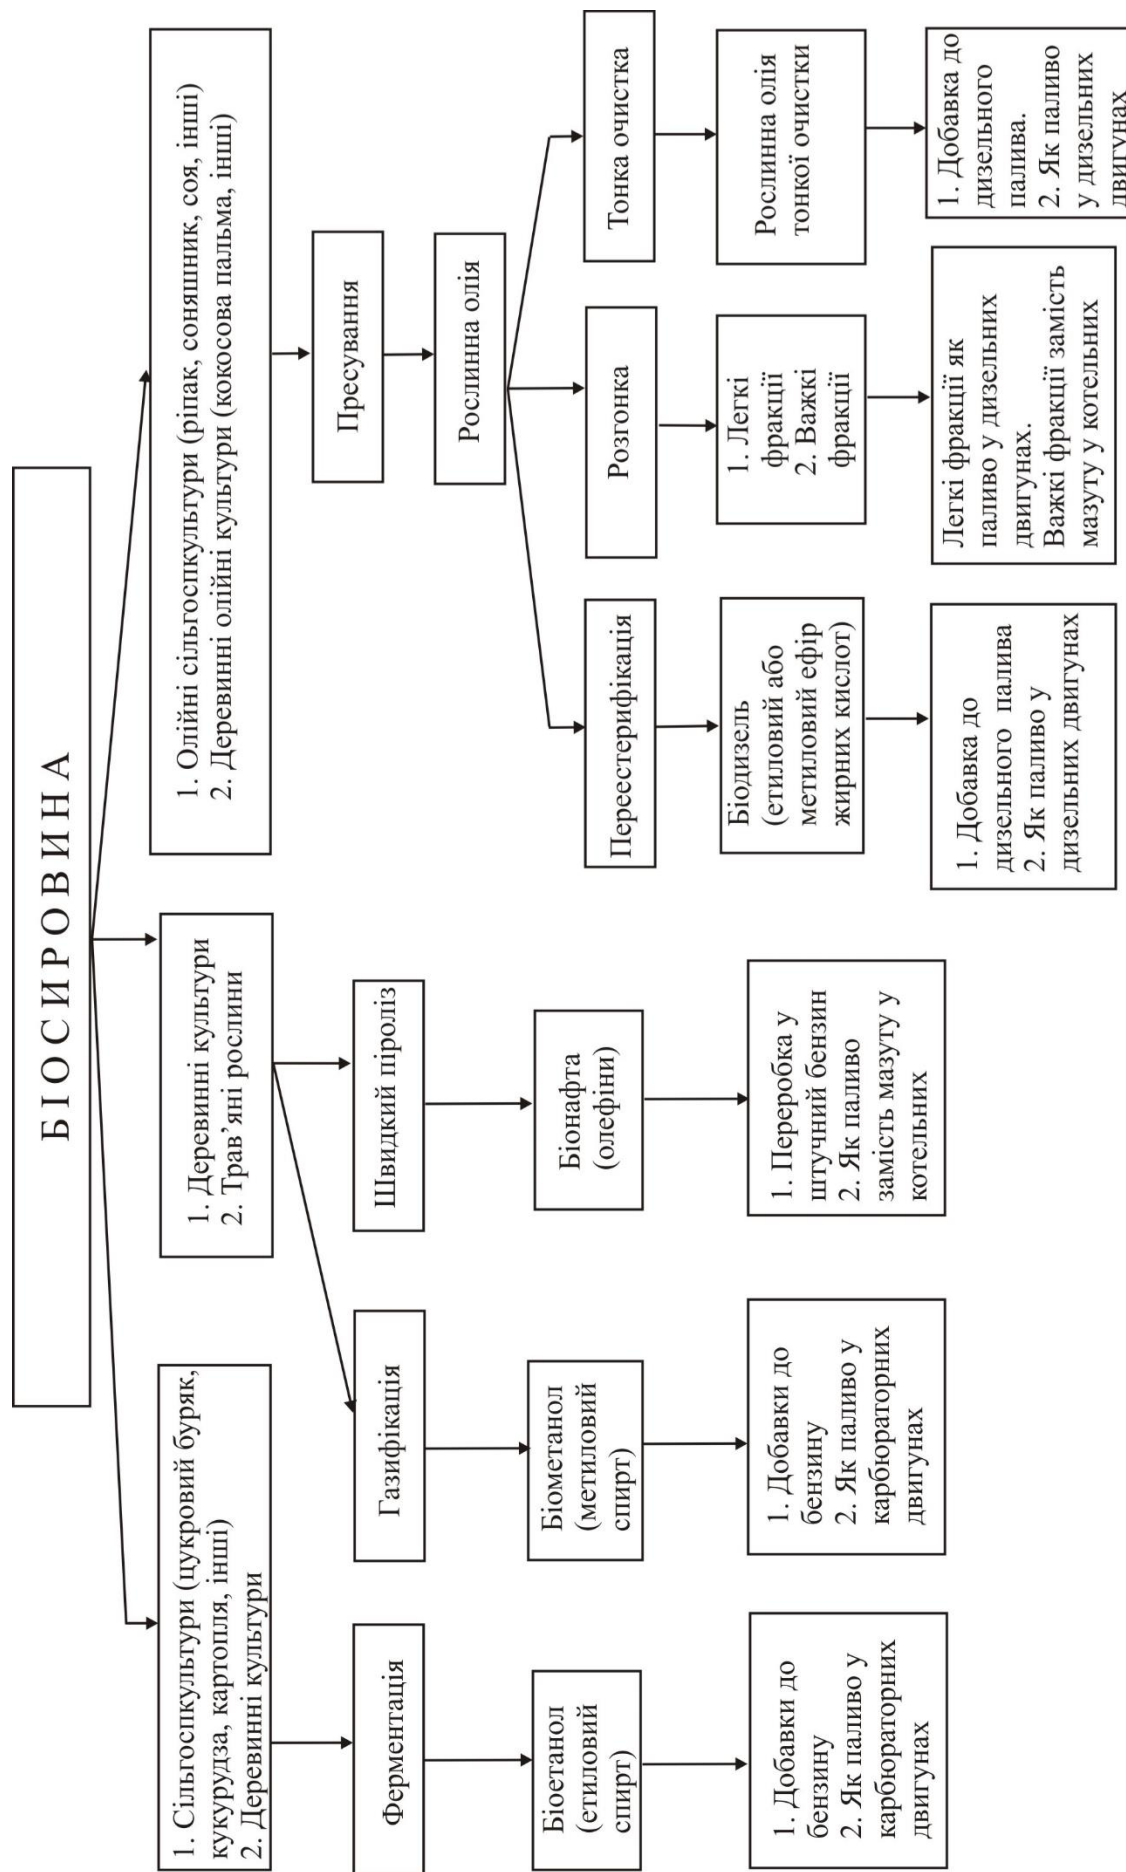 БІОСИРОВИНА
1. Сільгоспкультури (цукровий буряк,
кукурудза, картопля, інші)
2. Деревинні культури
1. Деревинні культури
2. Трав’яні рослини
1. Олійні сільгоспкультури (ріпак, соняшник, соя, інші)
2. Деревинні олійні культури (кокосова пальма, інші)
Ферментація
Газифікація
Швидкий піроліз
Пресування
Рослинна олія
Біоетанол
(етиловий
спирт)
Біометанол
(метиловий
спирт)
Біонафта
(олефіни)
Переестерифікація
Розгонка
Тонка очистка
Біодизель
(етиловий або
метиловий ефір
жирних кислот)
1. Легкі
фракції
2. Важкі
фракції
Рослинна олія
тонкої очистки
1. Добавки до
бензину
2. Як паливо у
карбюраторних
двигунах
1. Добавки до
бензину
2. Як паливо у
карбюраторних
двигунах
1. Переробка у
штучний бензин
2. Як паливо
замість мазуту у
котельних
1. Добавка до
дизельного палива
2. Як паливо у
дизельних двигунах
Легкі фракції як
паливо у дизельних
двигунах.
Важкі фракції замість
мазуту у котельних
1. Добавка до
дизельного
палива.
2. Як паливо
у дизельних
двигунах